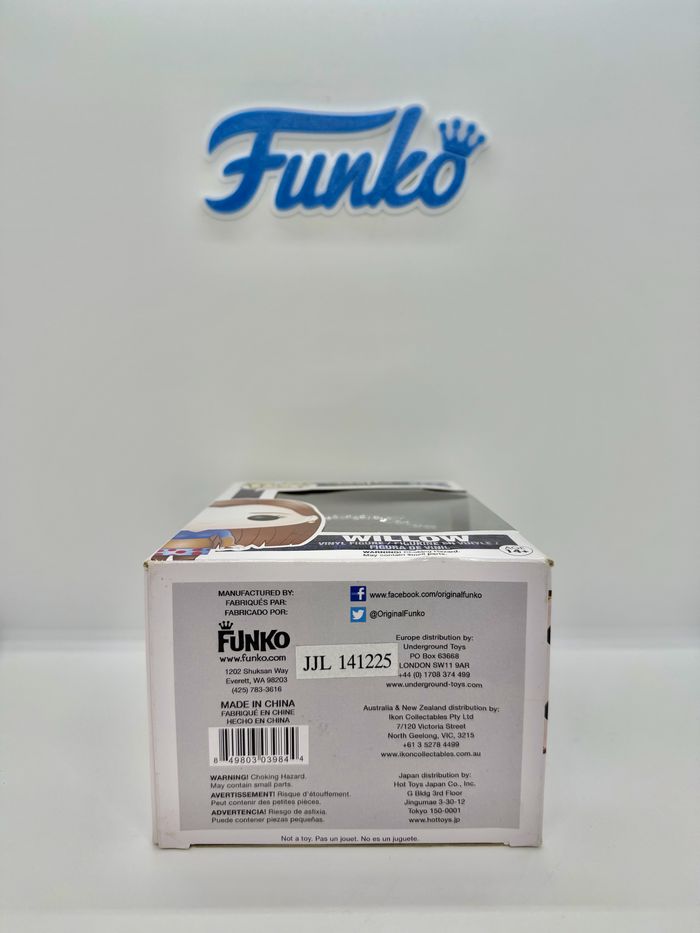 Funko
WILLOW
VINYL FIGURE / FIGURINE EN VINYLE /
FIGURA DE VINIL
WARNING! Choking Hazard.
May contain small parts.
14+
MANUFACTURED BY:
FABRIQUÉS PAR:
FABRICADO POR:
FUNKO
www.funko.com
1202 Shuksan Way
Everett, WA 98203
(425) 783-3616
MADE IN CHINA
FABRIQUÉ EN CHINE
HECHO EN CHINA
8 49803 03984 4
WARNING! Choking Hazard.
May contain small parts.
AVERTISSEMENT! Risque d'étouffement.
Peut contenir des petites pièces.
ADVERTENCIA! Riesgo de asfixia.
Puede contener piezas pequeñas.
JJL 141225
www.facebook.com/originalfunko
@OriginalFunko
Europe distribution by:
Underground Toys
PO Box 63668
LONDON SW11 9AR
+44 (0) 1708 374 499
www.underground-toys.com
Australia & New Zealand distribution by:
Ikon Collectables Pty Ltd
7/120 Victoria Street
North Geelong, VIC, 3215
+61 3 5278 4499
www.ikoncollectables.com.au
Japan distribution by:
Hot Toys Japan Co., Inc.
G Bldg 3rd Floor
Jingumae 3-30-12
Tokyo 150-0001
www.hottoys.jp
Not a toy. Pas un jouet. No es un juguete.